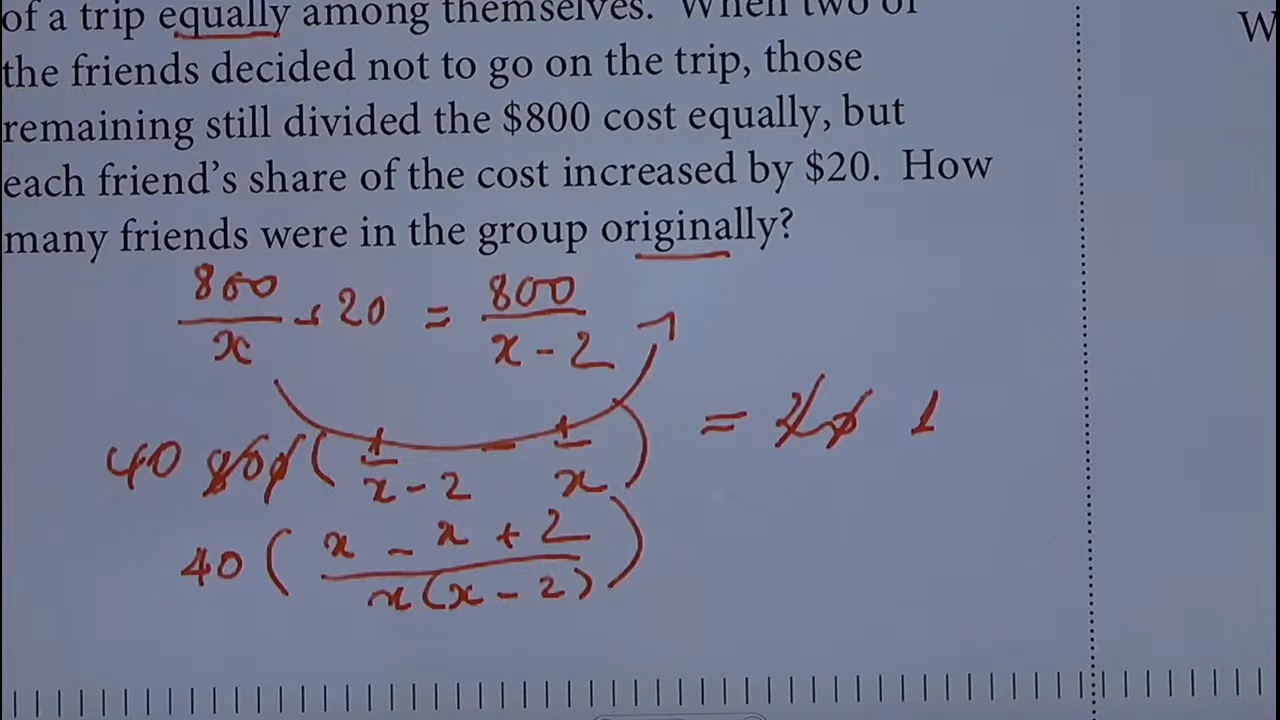 of a trip equally among themselves. When two of
W
the friends decided not to go on the trip, those
remaining still divided the $800 cost equally, but
each friend's share of the cost increased by $20. How
many friends were in the group originally?
800/x + 20 = 800/(x - 2)
40 800 (1/(x - 2) - 1/x) = 20 1
40 ((x - x + 2)/(x(x - 2)))